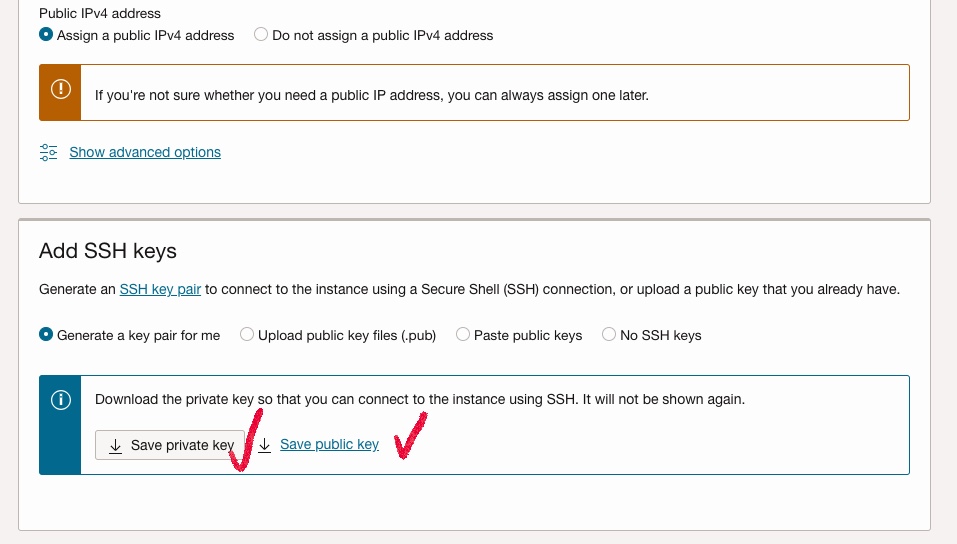 Public IPv4 address
Assign a public IPv4 address Do not assign a public IPv4 address
If you're not sure whether you need a public IP address, you can always assign one later.
Show advanced options
Add SSH keys
Generate an SSH key pair to connect to the instance using a Secure Shell (SSH) connection, or upload a public key that you already have.
Generate a key pair for me Upload public key files (.pub) Paste public keys No SSH keys
Download the private key so that you can connect to the instance using SSH. It will not be shown again.
Save private key Save public key